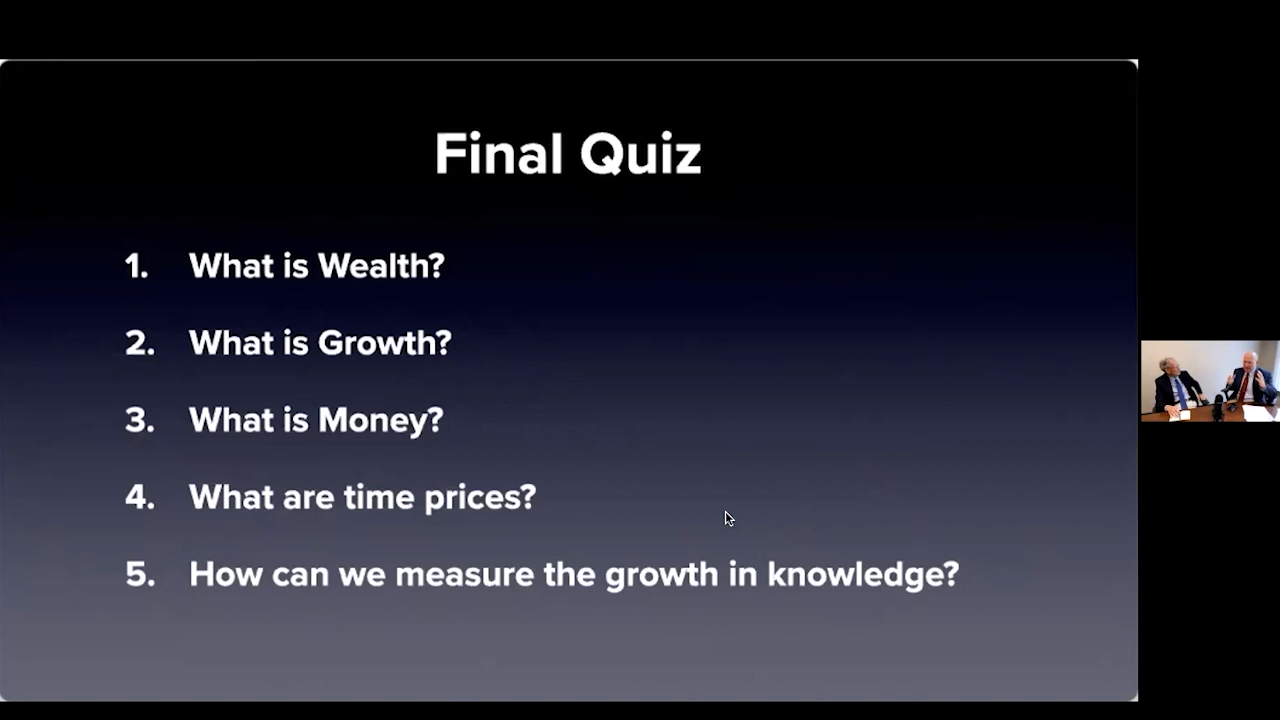 Final Quiz
1. What is Wealth?
2. What is Growth?
3. What is Money?
4. What are time prices?
5. How can we measure the growth in knowledge?